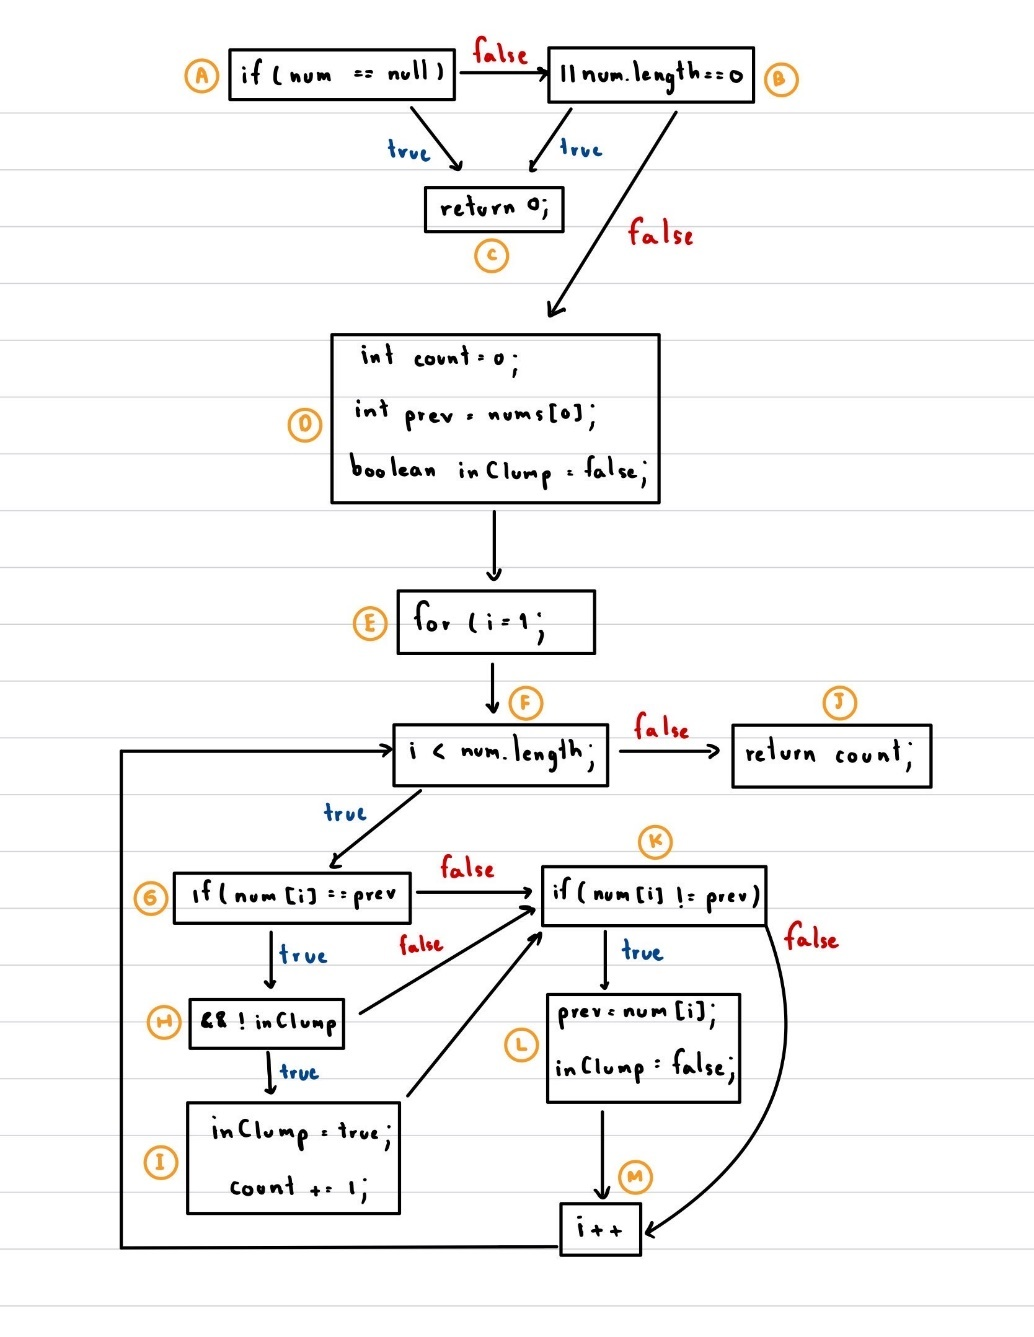 A if ( num == null ) false || num.length == 0 B
true true
return 0;
C
false
int count = 0;
D int prev = nums[0];
boolean inClump = false;
E for ( i = 1;
F J
i < num.length; false return count;
true
K
G if ( num [i] == prev false if ( num[i] != prev)
true false true false
H && ! inClump prev = num [i];
L inClump = false;
true
inClump = true;
I count += 1;
M
i++